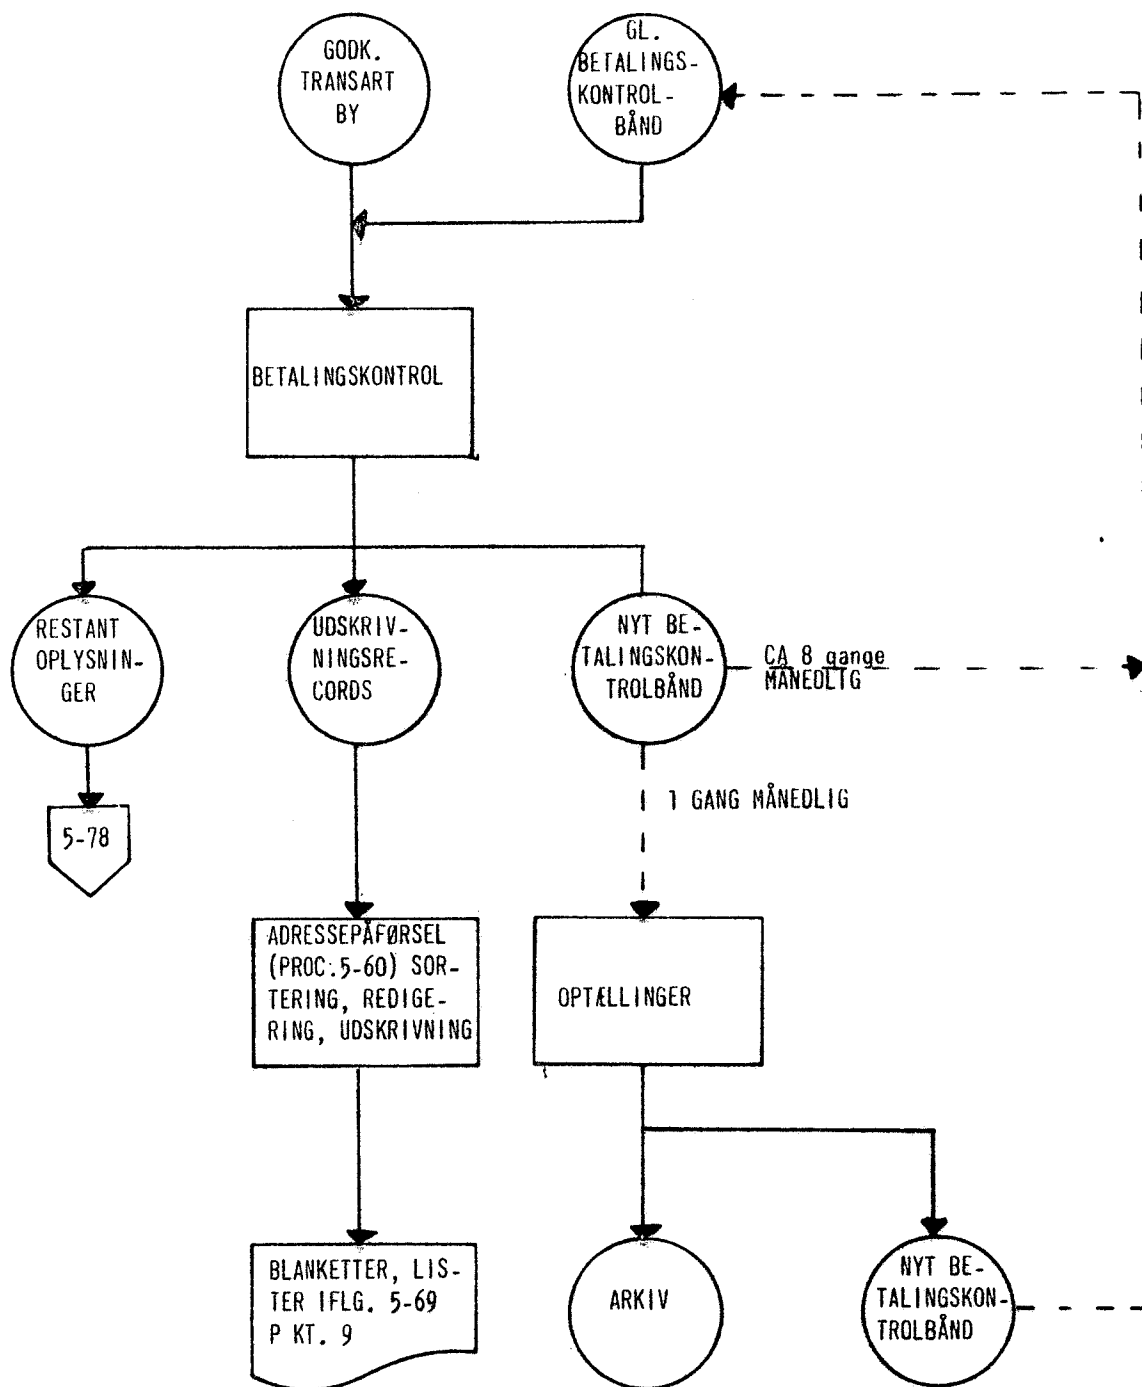 GODK.
TRANSART
BY
GL.
BETALINGS-
KONTROL-
BÅND
BETALINGSKONTROL
RESTANT
OPLYSNIN-
GER
UDSKRIV-
NINGSRE-
CORDS
NYT BE-
TALINGSKON-
TROLBÅND
CA 8 gange
MÅNEDLIG
5-78
1 GANG MÅNEDLIG
ADRESSEPÅFØRSEL
(PROC.5-60) SOR-
TERING, REDIGE-
RING, UDSKRIVNING
OPTÆLLINGER
BLANKETTER, LIS-
TER IFLG. 5-69
P KT. 9
ARKIV
NYT BE-
TALINGSKON-
TROLBÅND